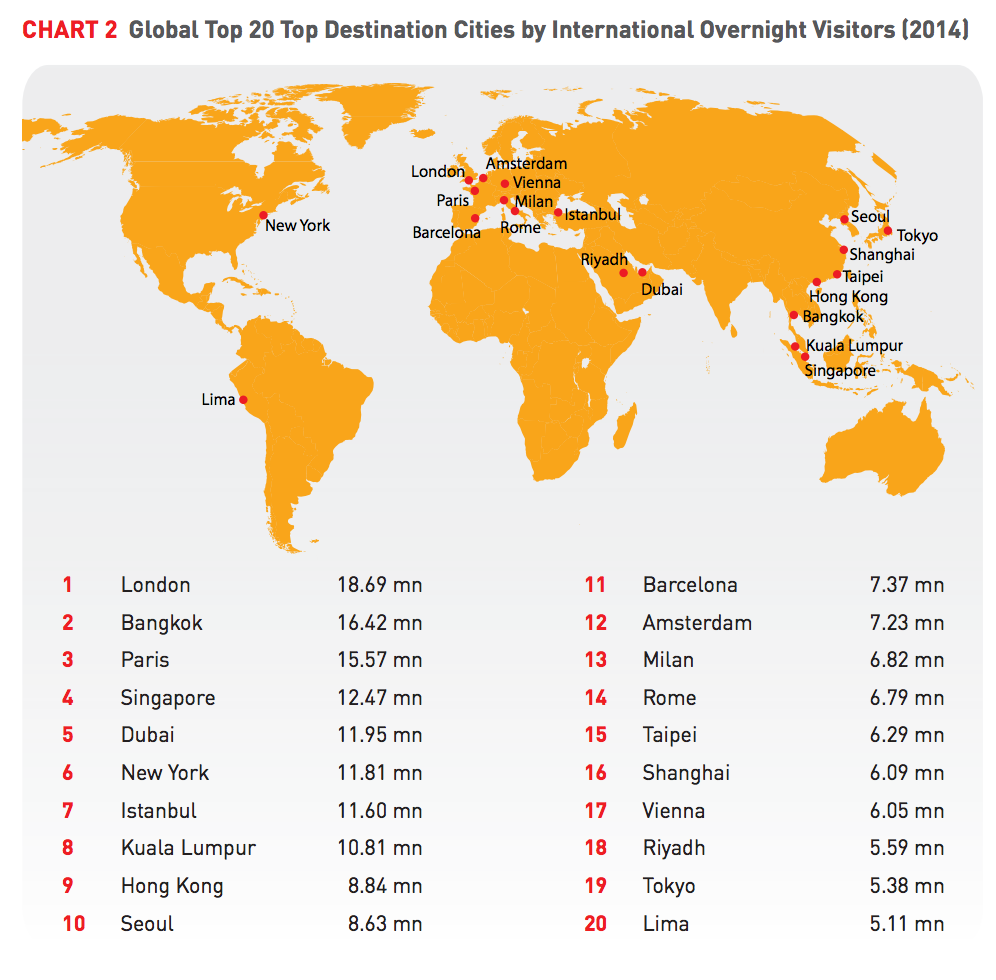 CHART 2 Global Top 20 Top Destination Cities by International Overnight Visitors (2014)
London
Amsterdam
Vienna
Paris
Milan
Istanbul
Barcelona
Rome
New York
Seoul
Tokyo
Shanghai
Riyadh
Taipei
Dubai
Hong Kong
Bangkok
Kuala Lumpur
Singapore
Lima
1 London 18.69 mn
2 Bangkok 16.42 mn
3 Paris 15.57 mn
4 Singapore 12.47 mn
5 Dubai 11.95 mn
6 New York 11.81 mn
7 Istanbul 11.60 mn
8 Kuala Lumpur 10.81 mn
9 Hong Kong 8.84 mn
10 Seoul 8.63 mn
11 Barcelona 7.37 mn
12 Amsterdam 7.23 mn
13 Milan 6.82 mn
14 Rome 6.79 mn
15 Taipei 6.29 mn
16 Shanghai 6.09 mn
17 Vienna 6.05 mn
18 Riyadh 5.59 mn
19 Tokyo 5.38 mn
20 Lima 5.11 mn